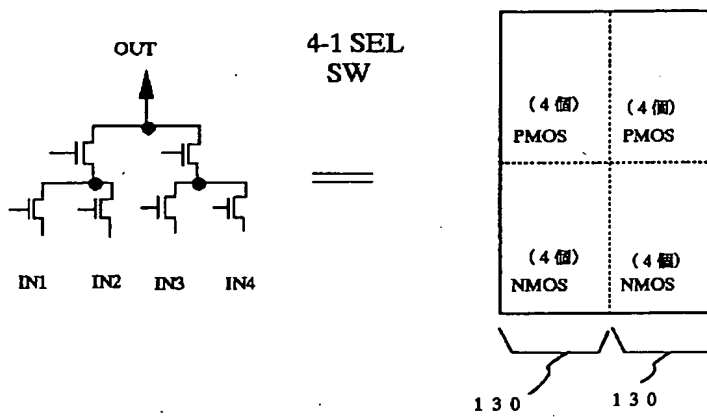 OUT
4-1 SEL
SW
IN1 IN2 IN3 IN4
(4個) (4個)
PMOS PMOS
(4個) (4個)
NMOS NMOS
130 130